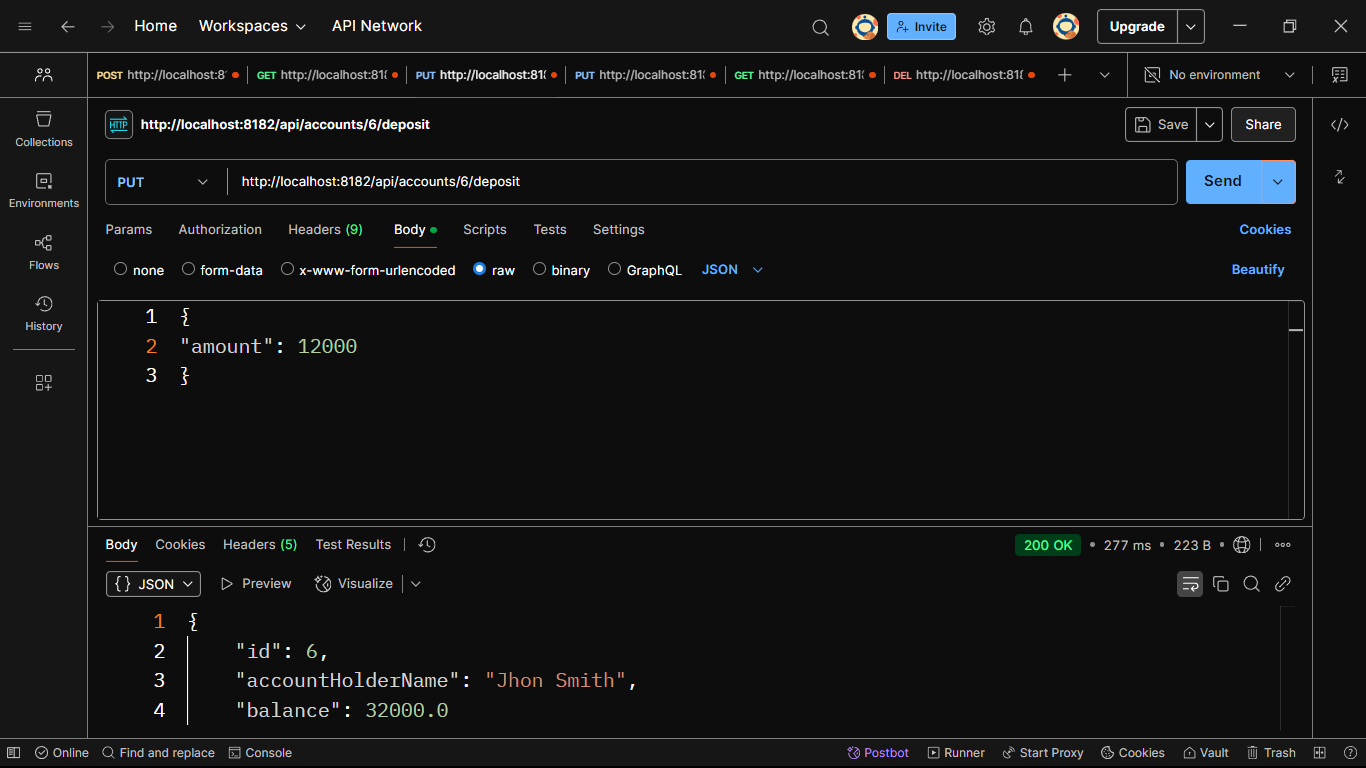 Home Workspaces API Network Invite Upgrade
POST http://localhost:8 GET http://localhost:81 PUT http://localhost:81 PUT http://localhost:81 GET http://localhost:81 DEL http://localhost:81 No environment
HTTP http://localhost:8182/api/accounts/6/deposit Save Share
Collections
Environments
Flows
History
PUT http://localhost:8182/api/accounts/6/deposit Send
Params Authorization Headers (9) Body Scripts Tests Settings Cookies
none form-data x-www-form-urlencoded raw binary GraphQL JSON Beautify
1 {
2 "amount": 12000
3 }
Body Cookies Headers (5) Test Results 200 OK • 277 ms • 223 B •
{} JSON Preview Visualize
1 {
2 "id": 6,
3 "accountHolderName": "Jhon Smith",
4 "balance": 32000.0
Online Find and replace Console Postbot Runner Start Proxy Cookies Vault Trash